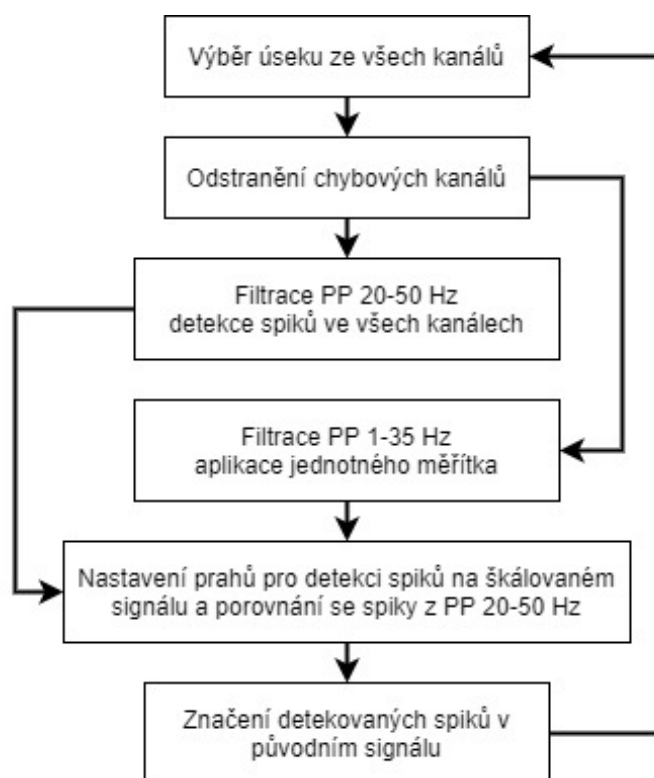 Výběr úseku ze všech kanálů
Odstranění chybových kanálů
Filtrace PP 20-50 Hz
detekce spiků ve všech kanálech
Filtrace PP 1-35 Hz
aplikace jednotného měřítka
Nastavení prahů pro detekci spiků na škálovaném
signálu a porovnání se spiky z PP 20-50 Hz
Značení detekovaných spiků v
původním signálu